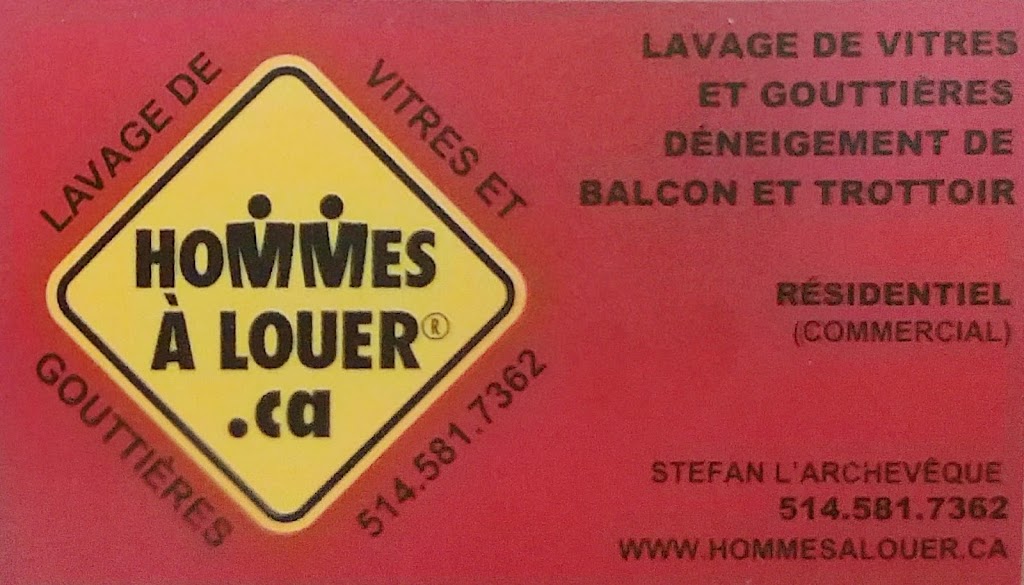 LAVAGE DE
VITRES ET
HOMMES
À LOUER®
.ca
GOUTTIÈRES
514.581.7362
LAVAGE DE VITRES
ET GOUTTIÈRES
DÉNEIGEMENT DE
BALCON ET TROTTOIR
RÉSIDENTIEL
(COMMERCIAL)
STEFAN L'ARCHEVÊQUE
514.581.7362
WWW.HOMMESALOUER.CA